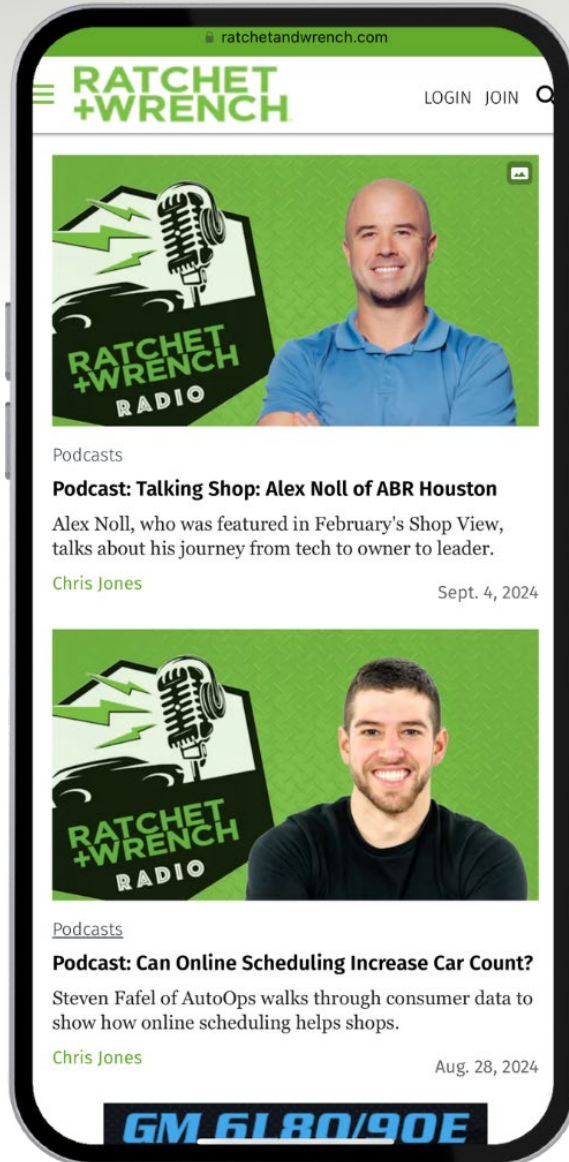 ratchetandwrench.com
RATCHET
+WRENCH
LOGIN JOIN
RATCHET
+WRENCH
RADIO
Podcasts
Podcast: Talking Shop: Alex Noll of ABR Houston
Alex Noll, who was featured in February's Shop View,
talks about his journey from tech to owner to leader.
Chris Jones
Sept. 4, 2024
RATCHET
+WRENCH
RADIO
Podcasts
Podcast: Can Online Scheduling Increase Car Count?
Steven Fafel of AutoOps walks through consumer data to
show how online scheduling helps shops.
Chris Jones
Aug. 28, 2024
GM 6L80/90E